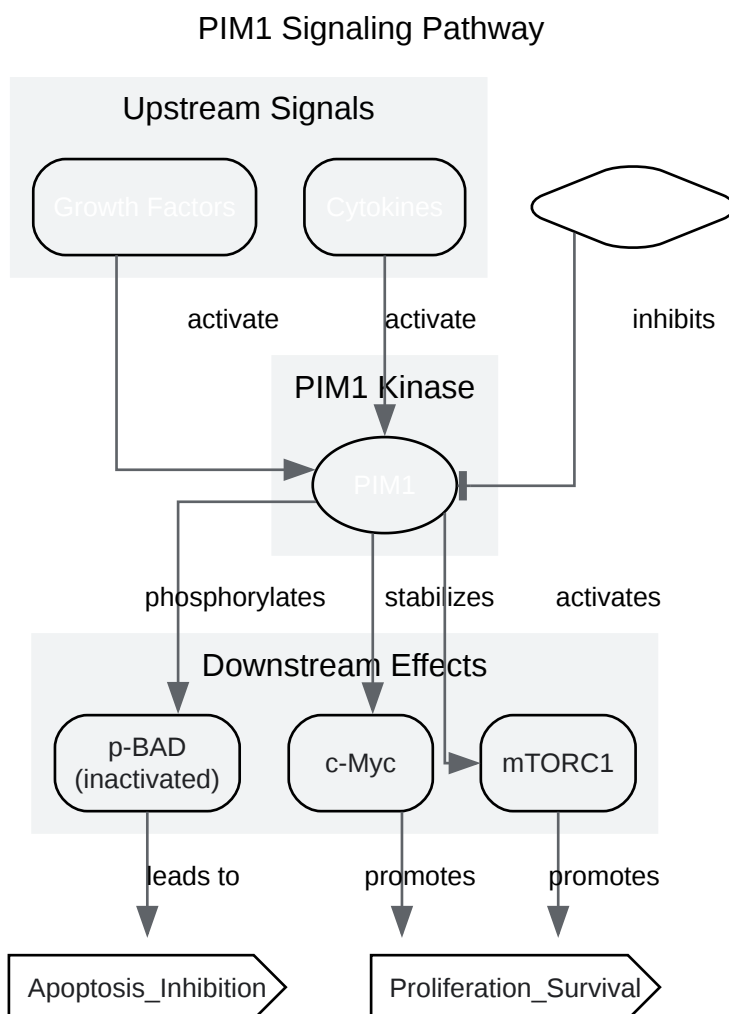 PIM1 Signaling Pathway
Upstream Signals
Growth Factors
Cytokines
activate
activate
inhibits
PIM1 Kinase
PIM1
phosphorylates
stabilizes
activates
Downstream Effects
p-BAD
(inactivated)
c-Myc
mTORC1
leads to
promotes
promotes
Apoptosis_Inhibition
Proliferation_Survival